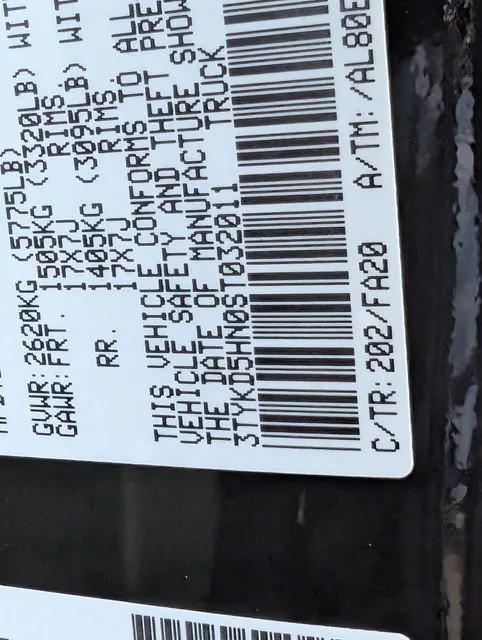 GVWR: 2620KG (5775LB)
GAWR: FRT. 1505KG (3320LB) WIT
17X7J RIMS.
RR. 1405KG (3095LB) WIT
17X7J RIMS.
THIS VEHICLE CONFORMS TO ALL
VEHICLE SAFETY AND THEFT PRE
THE DATE OF MANUFACTURE SHOW
3TYKD5HN0ST032011 TRUCK
C/TR: 202/FA20 A/TM: /AL80E